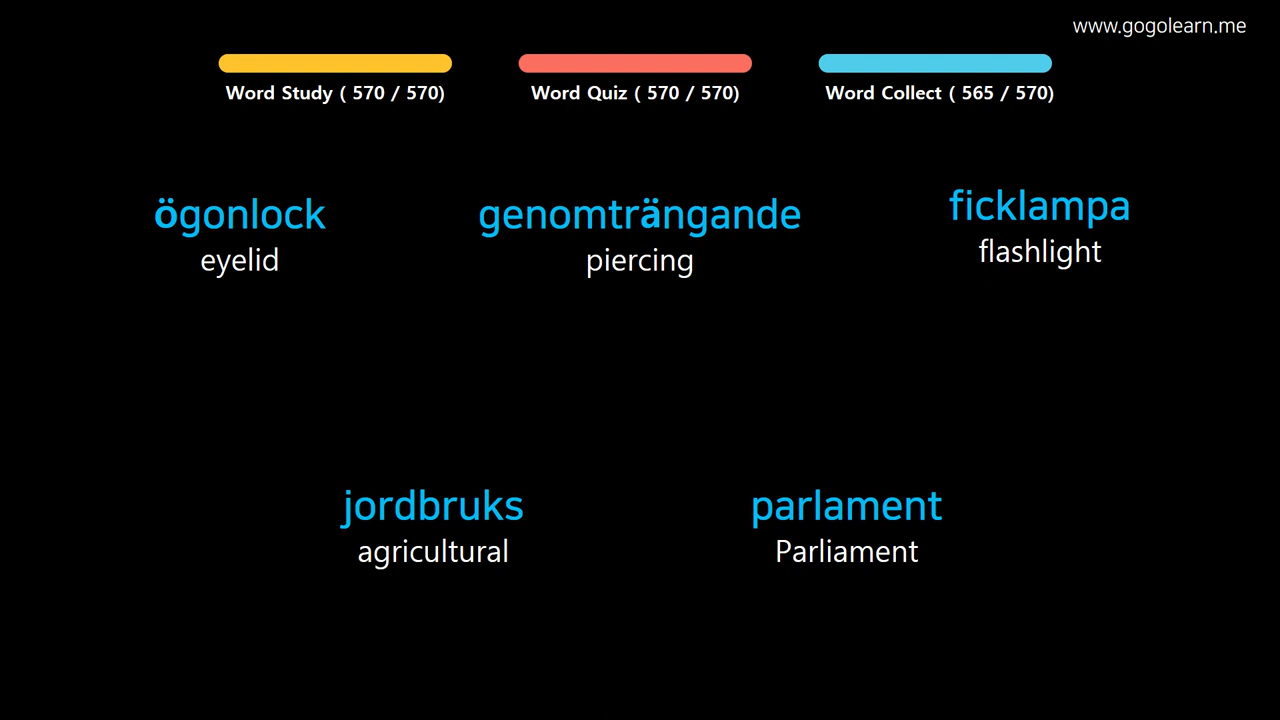 www.gogolearn.me
Word Study ( 570 / 570)
Word Quiz ( 570 / 570)
Word Collect ( 565 / 570)
ögonlock
eyelid
genomträngande
piercing
ficklampa
flashlight
jordbruks
agricultural
parlament
Parliament